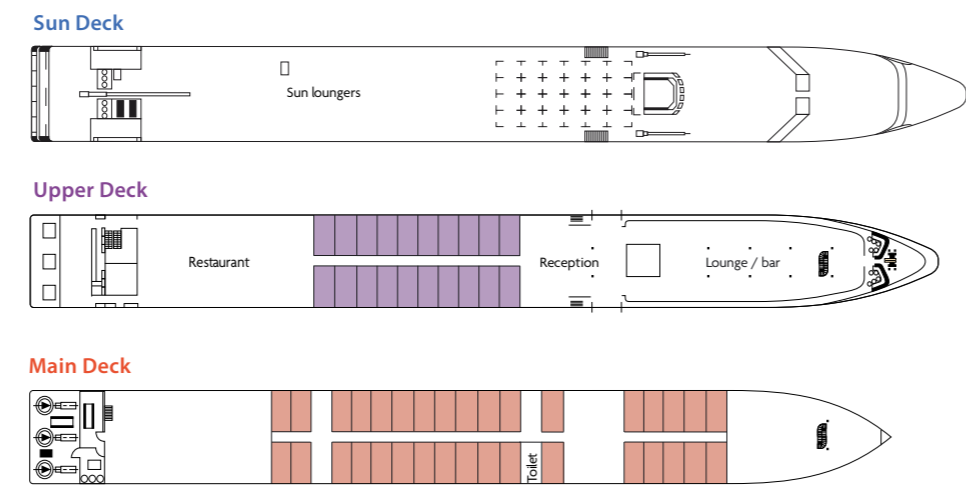 Sun Deck
Sun loungers
Upper Deck
Restaurant
Reception
Lounge / bar
Main Deck
Toilet